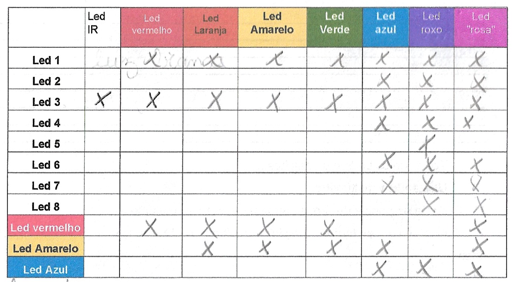 Led IR Led vermelho Led Laranja Led Amarelo Led Verde Led azul Led roxo Led "rosa"
Led 1 X X X X X X X
Led 2 X X X
Led 3 X X X X X X X X
Led 4 X X X
Led 5 X
Led 6 X X X
Led 7 X X X
Led 8 X X
Led vermelho X X X X X
Led Amarelo X X X X X
Led Azul X X X